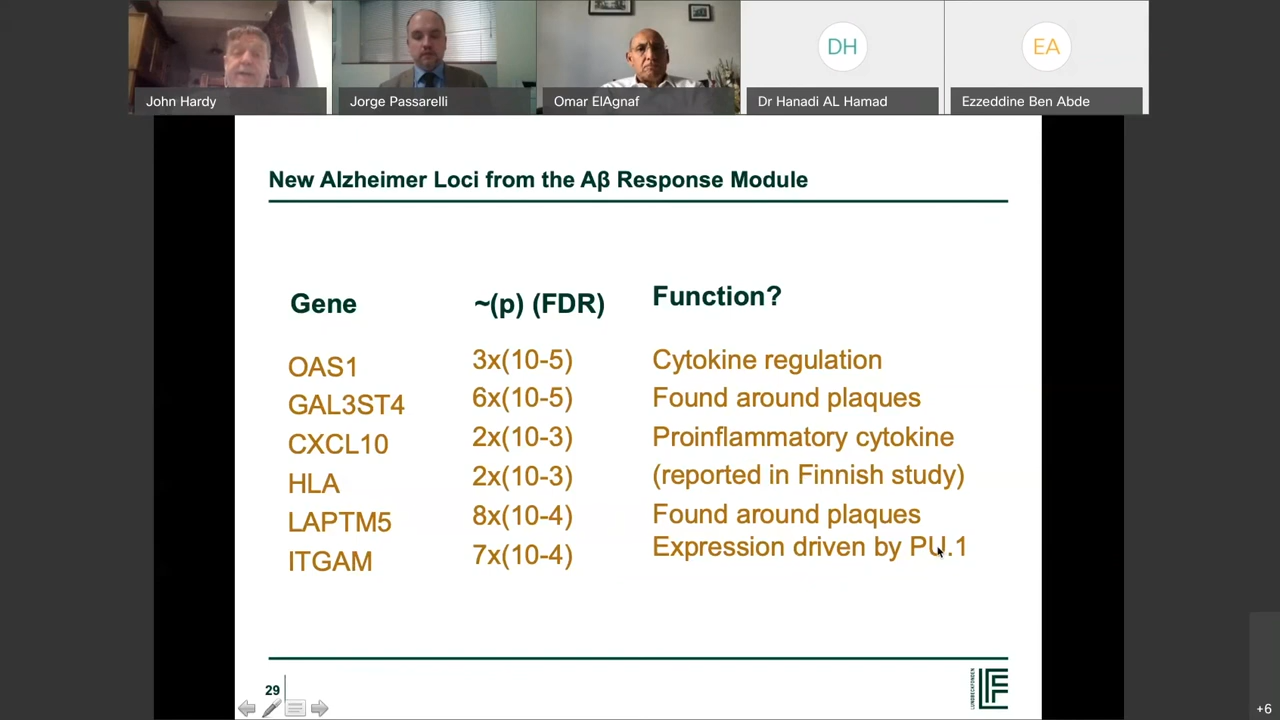 John Hardy
Jorge Passarelli
Omar ElAgnaf
DH
Dr Hanadi AL Hamad
EA
Ezzeddine Ben Abde
New Alzheimer Loci from the Aβ Response Module
Gene ~(p) (FDR) Function?
OAS1 3x(10-5) Cytokine regulation
GAL3ST4 6x(10-5) Found around plaques
CXCL10 2x(10-3) Proinflammatory cytokine
HLA 2x(10-3) (reported in Finnish study)
LAPTM5 8x(10-4) Found around plaques
ITGAM 7x(10-4) Expression driven by PU.1
29
LUNDBECKFONDEN
+6